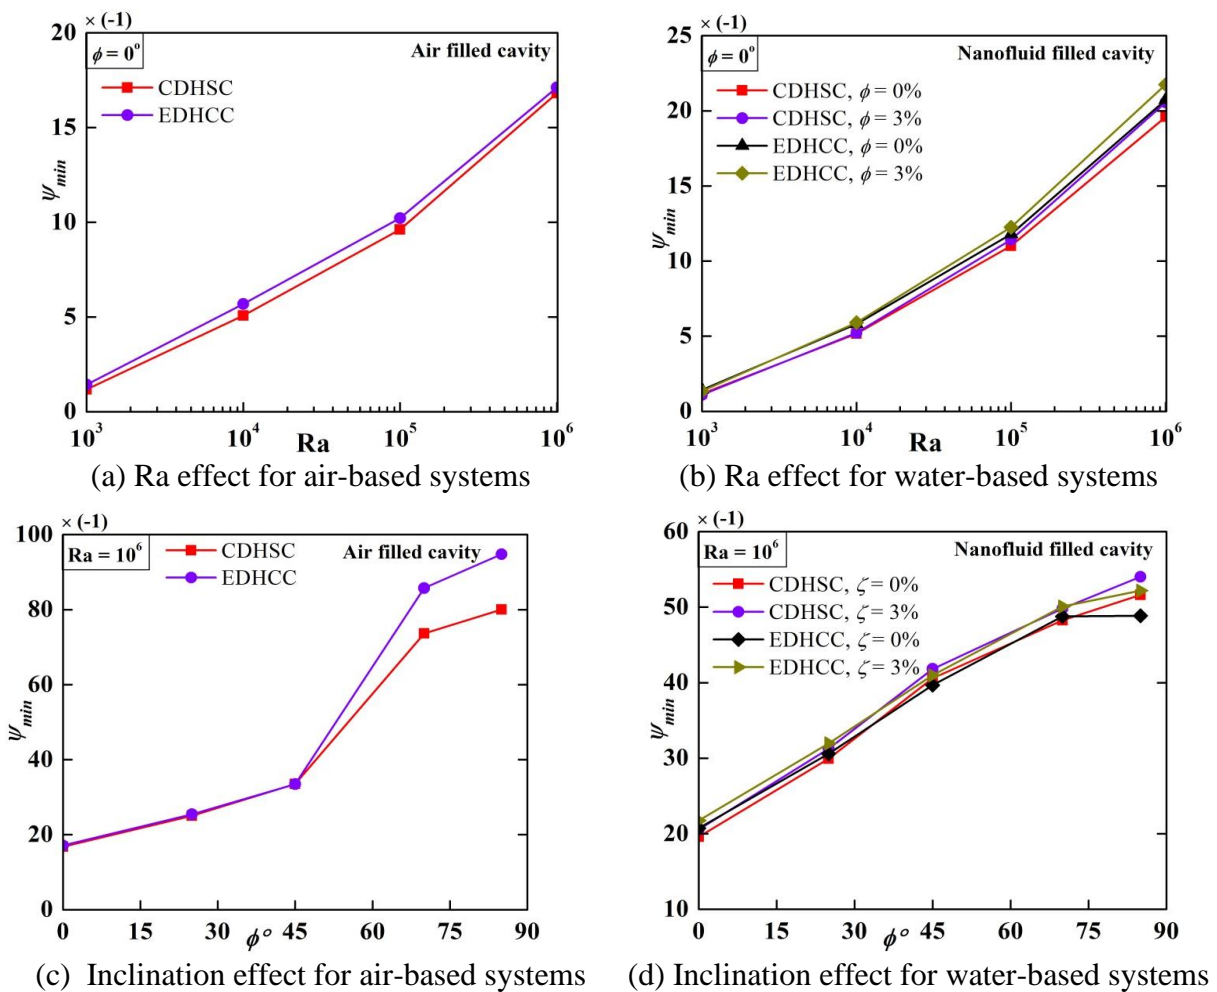 × (-1)
20
15
10
5
0
ϕ = 0°
Air filled cavity
CDHSC
EDHCC
ψmin
10³ 10⁴ 10⁵ 10⁶
Ra
(a) Ra effect for air-based systems
× (-1)
25
20
15
10
5
0
ϕ = 0°
Nanofluid filled cavity
CDHSC, ϕ = 0%
CDHSC, ϕ = 3%
EDHCC, ϕ = 0%
EDHCC, ϕ = 3%
ψmin
10³ 10⁴ 10⁵ 10⁶
Ra
(b) Ra effect for water-based systems
× (-1)
100
80
60
40
20
0
Ra = 10⁶
CDHSC
EDHCC
Air filled cavity
ψmin
0 15 30 45 60 75 90
ϕ°
(c) Inclination effect for air-based systems
× (-1)
60
50
40
30
20
10
Ra = 10⁶
Nanofluid filled cavity
CDHSC, ζ = 0%
CDHSC, ζ = 3%
EDHCC, ζ = 0%
EDHCC, ζ = 3%
ψmin
0 15 30 45 60 75 90
ϕ°
(d) Inclination effect for water-based systems